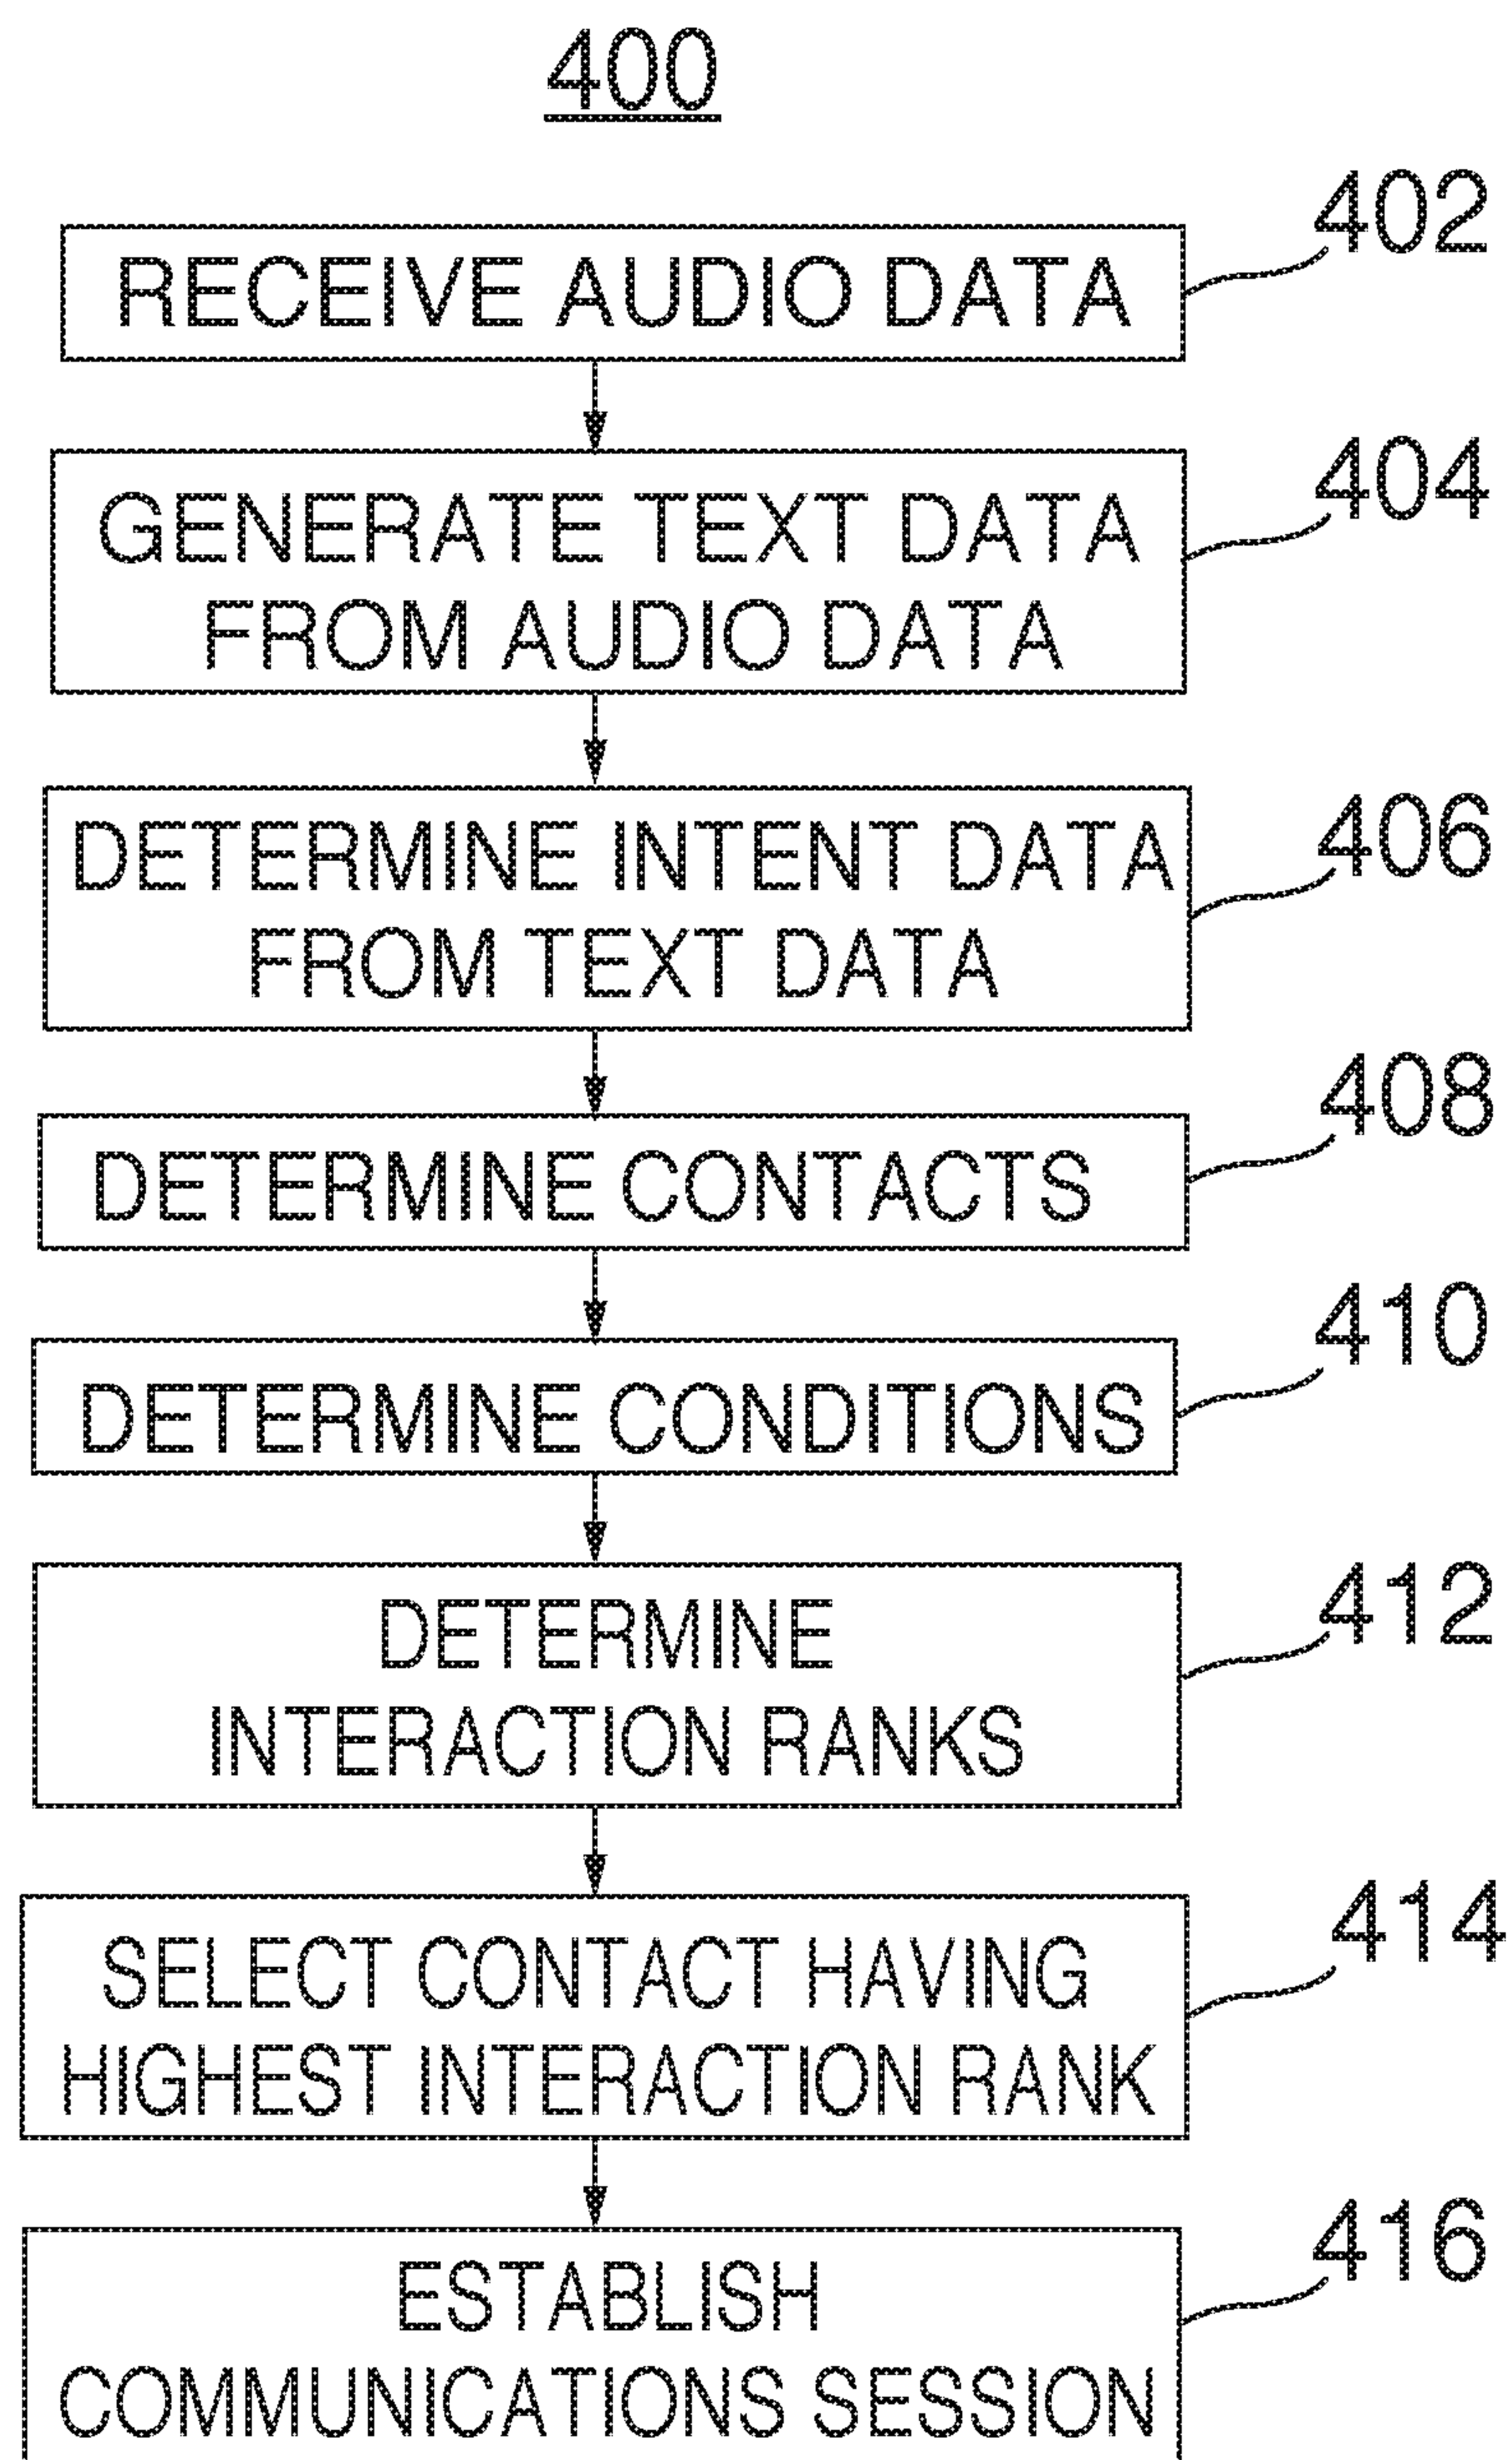 400
402
RECEIVE AUDIO DATA
404
GENERATE TEXT DATA
FROM AUDIO DATA
406
DETERMINE INTENT DATA
FROM TEXT DATA
408
DETERMINE CONTACTS
410
DETERMINE CONDITIONS
412
DETERMINE
INTERACTION RANKS
414
SELECT CONTACT HAVING
HIGHEST INTERACTION RANK
416
ESTABLISH
COMMUNICATIONS SESSION